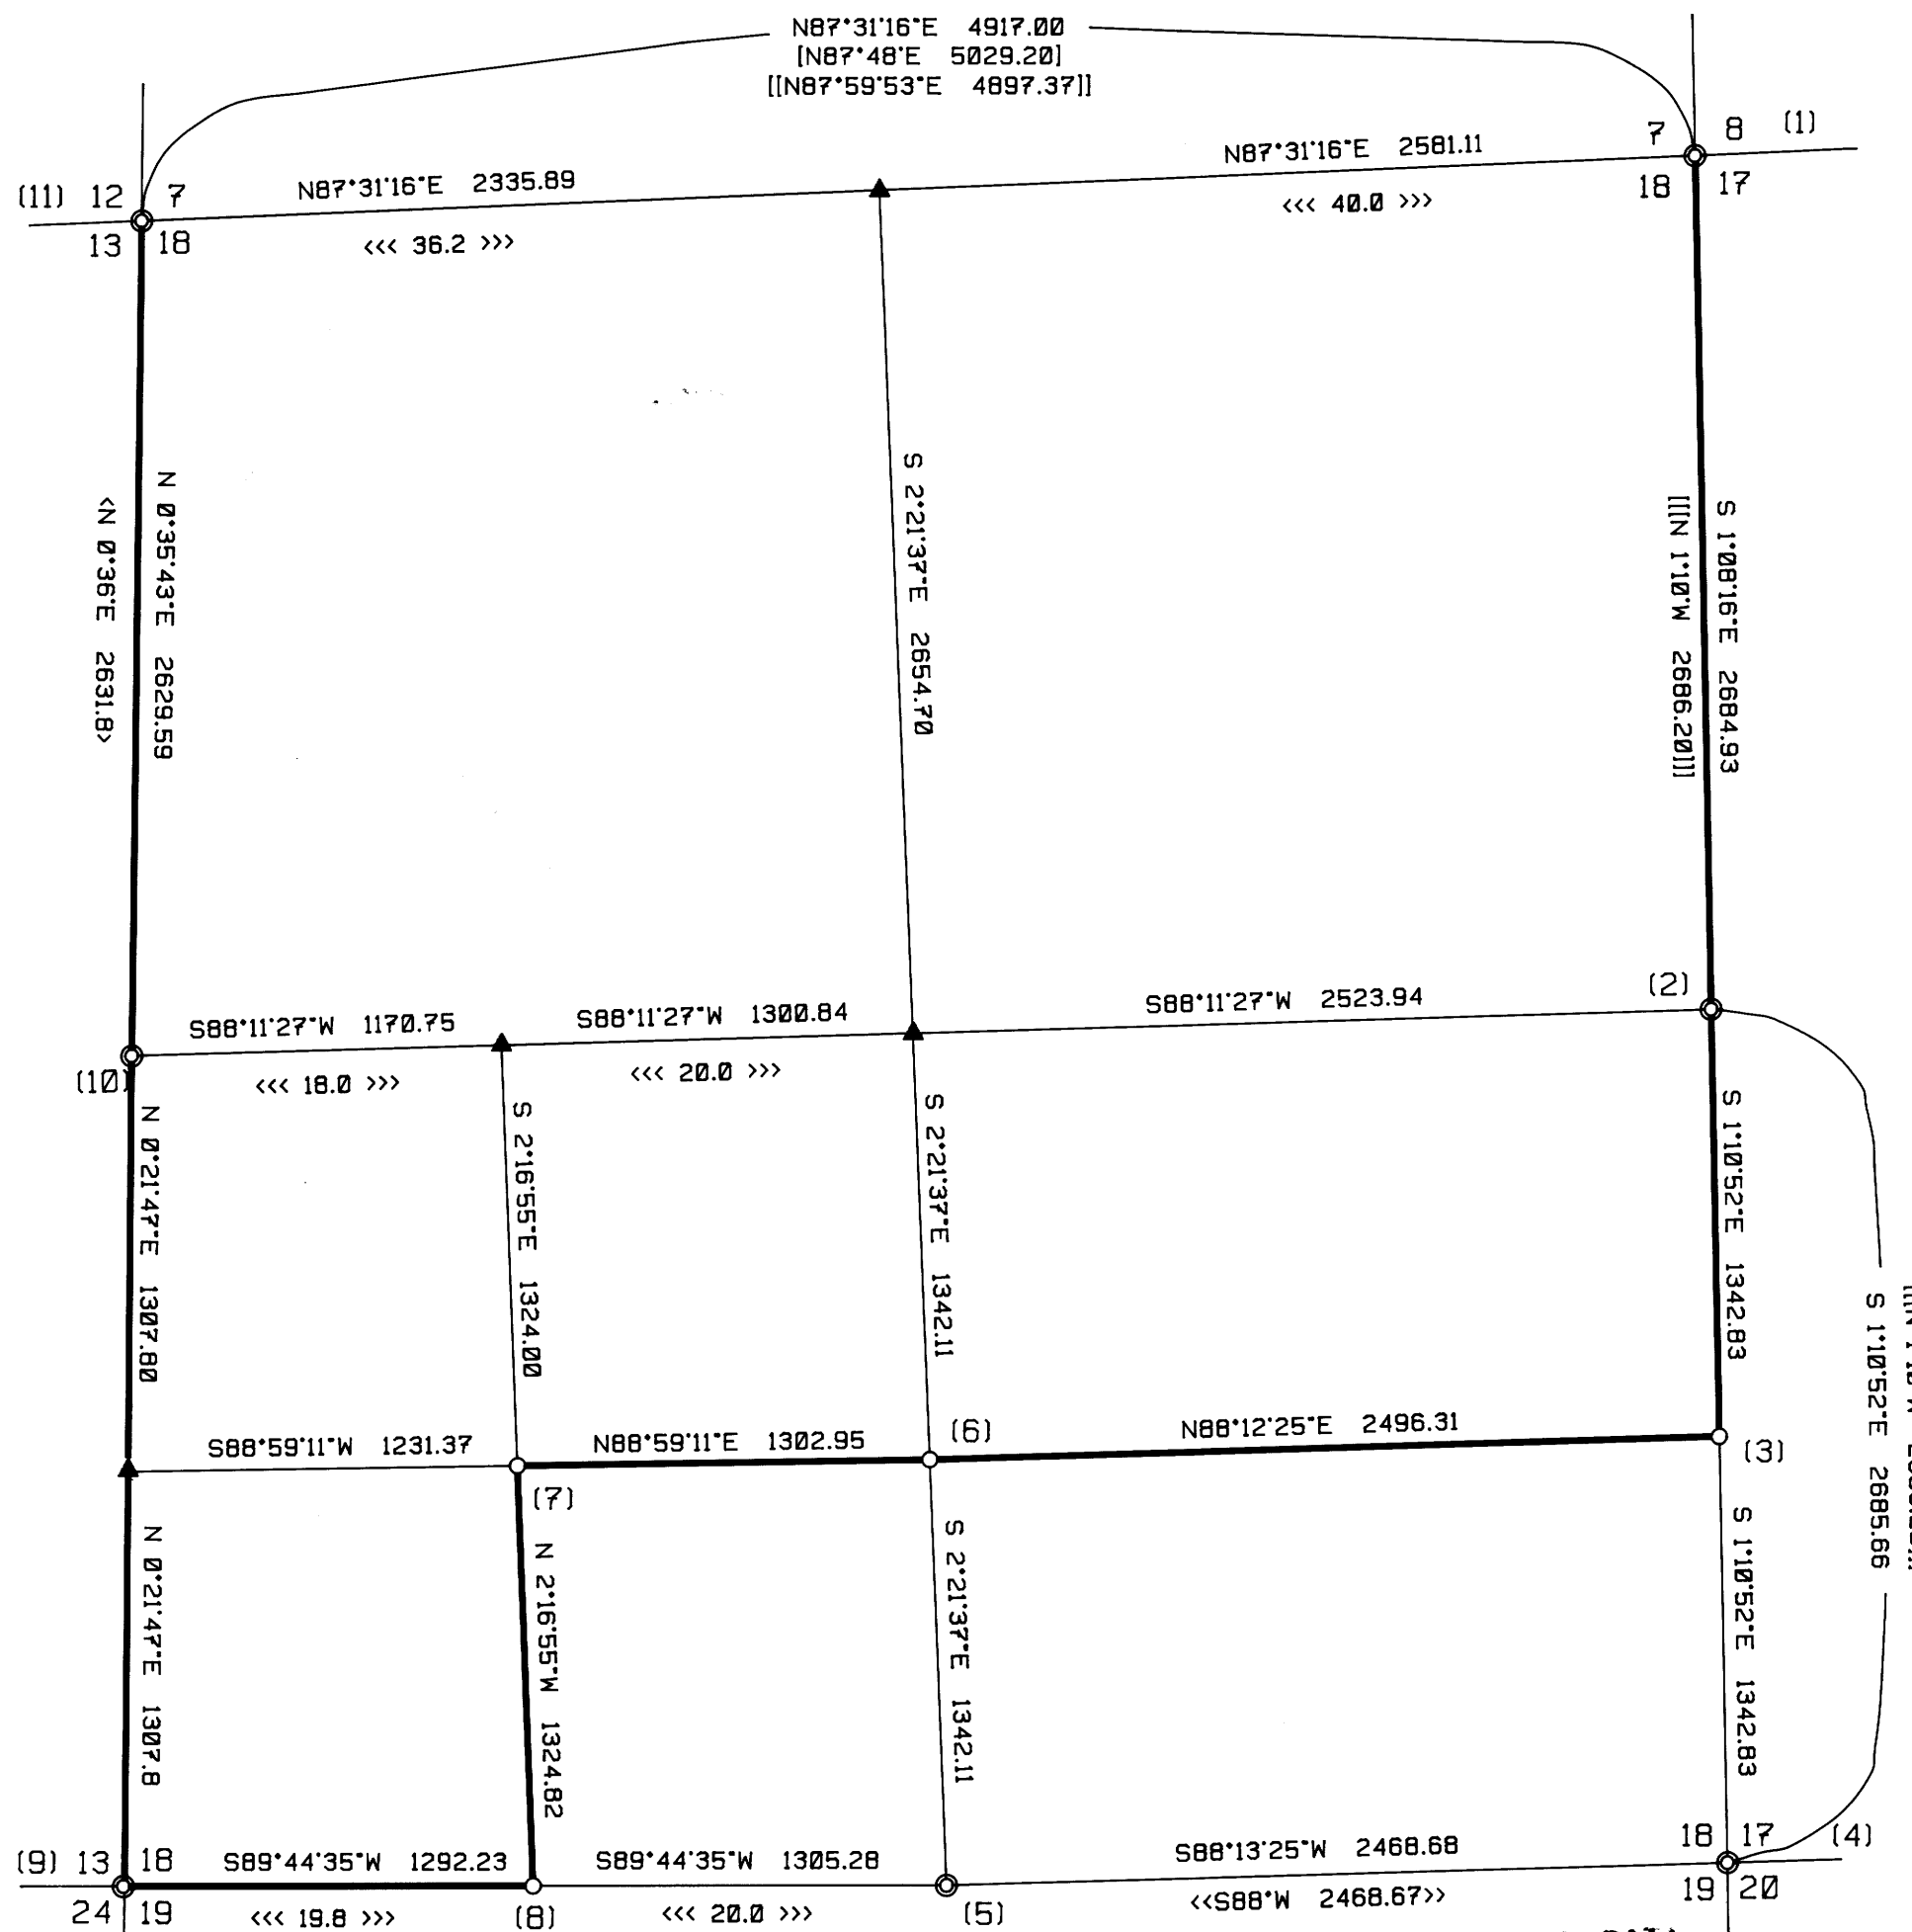 N87°31'16"E 4917.00
[N87°48'E 5029.20]
[[N87°59'53"E 4897.37]]
7 8 (1)
18 17
N87°31'16"E 2581.11
<<< 40.0 >>>
(11) 12 7
13 18
N87°31'16"E 2335.89
<<< 36.2 >>>
<N 0°36'E 2631.8>
N 0°35'43"E 2629.59
S 2°21'37"E 2654.70
[[[N 1°10'W 2686.20]]]
S 1°08'16"E 2684.93
(2)
S88°11'27"W 1170.75
S88°11'27"W 1300.84
S88°11'27"W 2523.94
(10)
<<< 18.0 >>>
<<< 20.0 >>>
N 0°21'47"E 1307.80
S 2°16'55"E 1324.00
S 2°21'37"E 1342.11
S 1°10'52"E 1342.83
S 1°10'52"E 2685.66
S88°59'11"W 1231.37
N88°59'11"E 1302.95
(6)
N88°12'25"E 2496.31
(3)
(7)
N 0°21'47"E 1307.8
N 2°16'55"W 1324.82
S 2°21'37"E 1342.11
S 1°10'52"E 1342.83
(9) 13 18
24 19
S89°44'35"W 1292.23
S89°44'35"W 1305.28
S88°13'25"W 2468.68
18 17 (4)
19 20
<<< 19.8 >>>
(8)
<<< 20.0 >>>
(5)
<<S88°W 2468.67>>